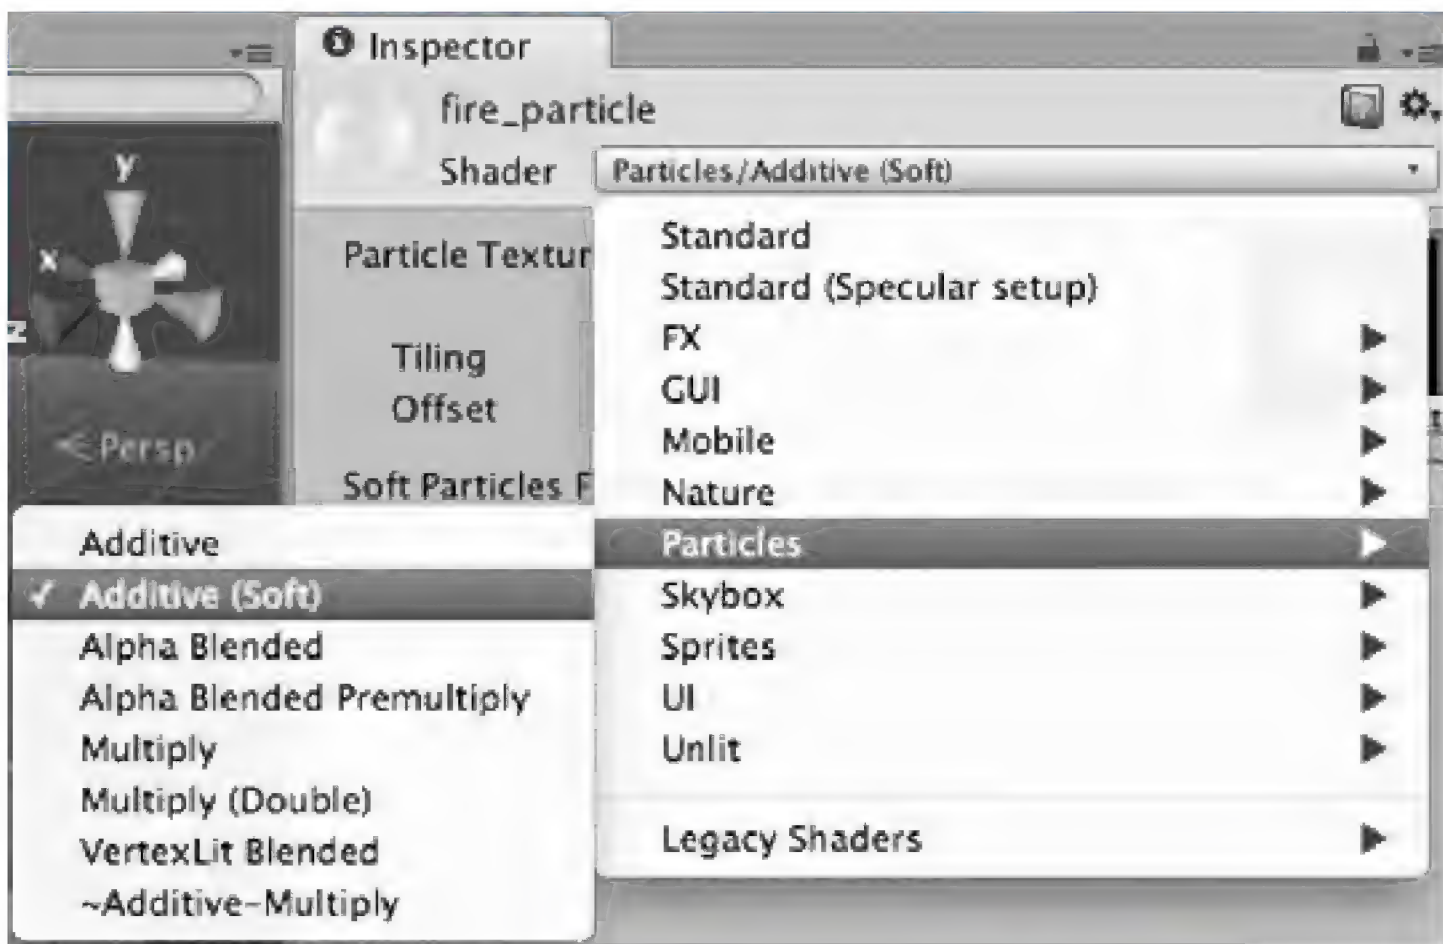 Inspector
fire_particle
Shader Particles/Additive (Soft)
y
x
z
Persp
Particle Textur
Tiling
Offset
Soft Particles F
Standard
Standard (Specular setup)
FX
GUI
Mobile
Nature
Particles
Skybox
Sprites
UI
Unlit
Legacy Shaders
Additive
✓ Additive (Soft)
Alpha Blended
Alpha Blended Premultiply
Multiply
Multiply (Double)
VertexLit Blended
~Additive-Multiply